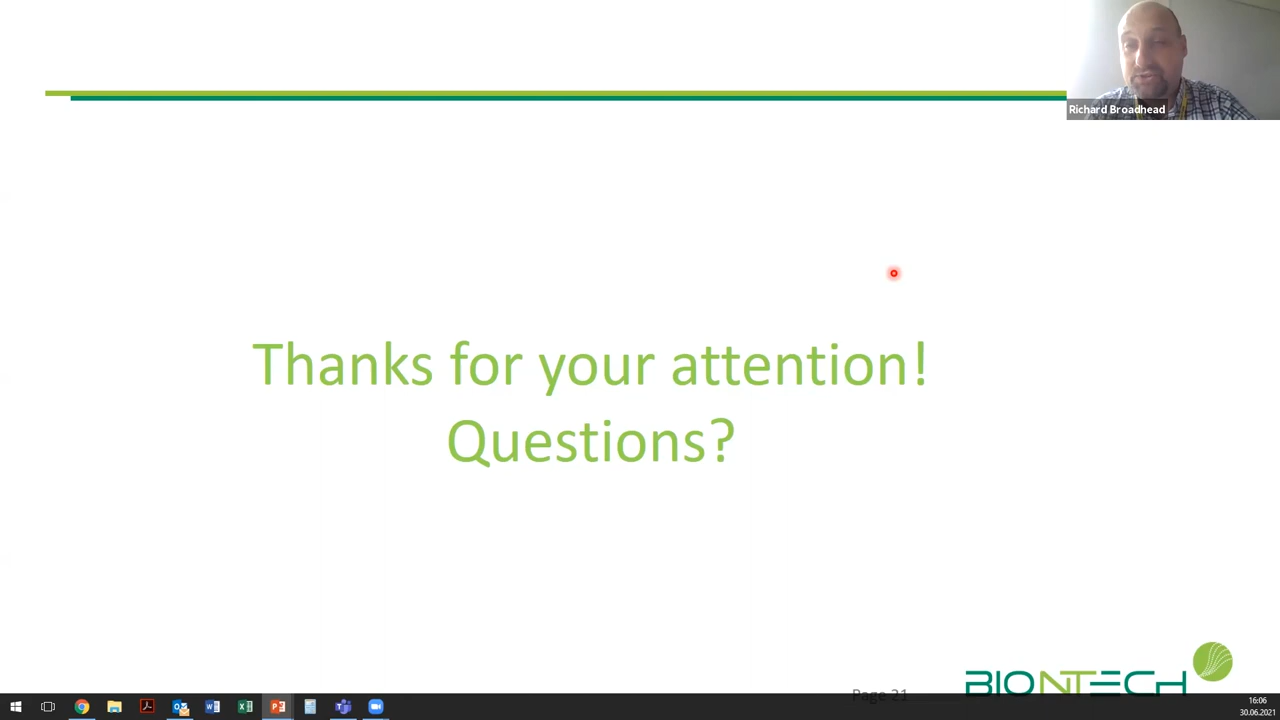 Richard Broadhead
Thanks for your attention!
Questions?
BIONTECH
Page 21
16:06
30.06.2021